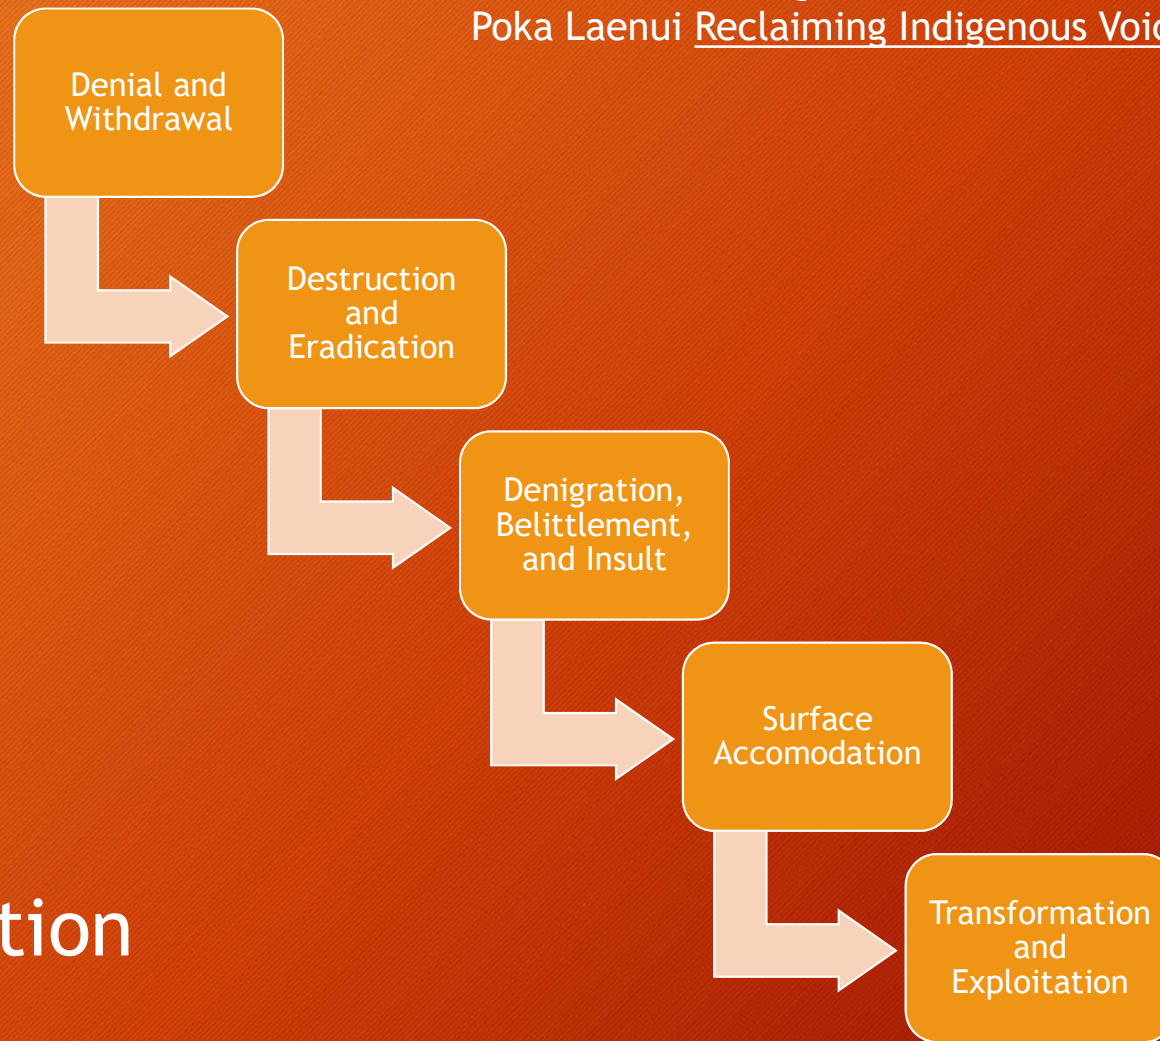 Poka Laenui Reclaiming Indigenous Voic
Denial and
Withdrawal
Destruction
and
Eradication
Denigration,
Belittlement,
and Insult
Surface
Accomodation
Transformation
and
Exploitation
tion